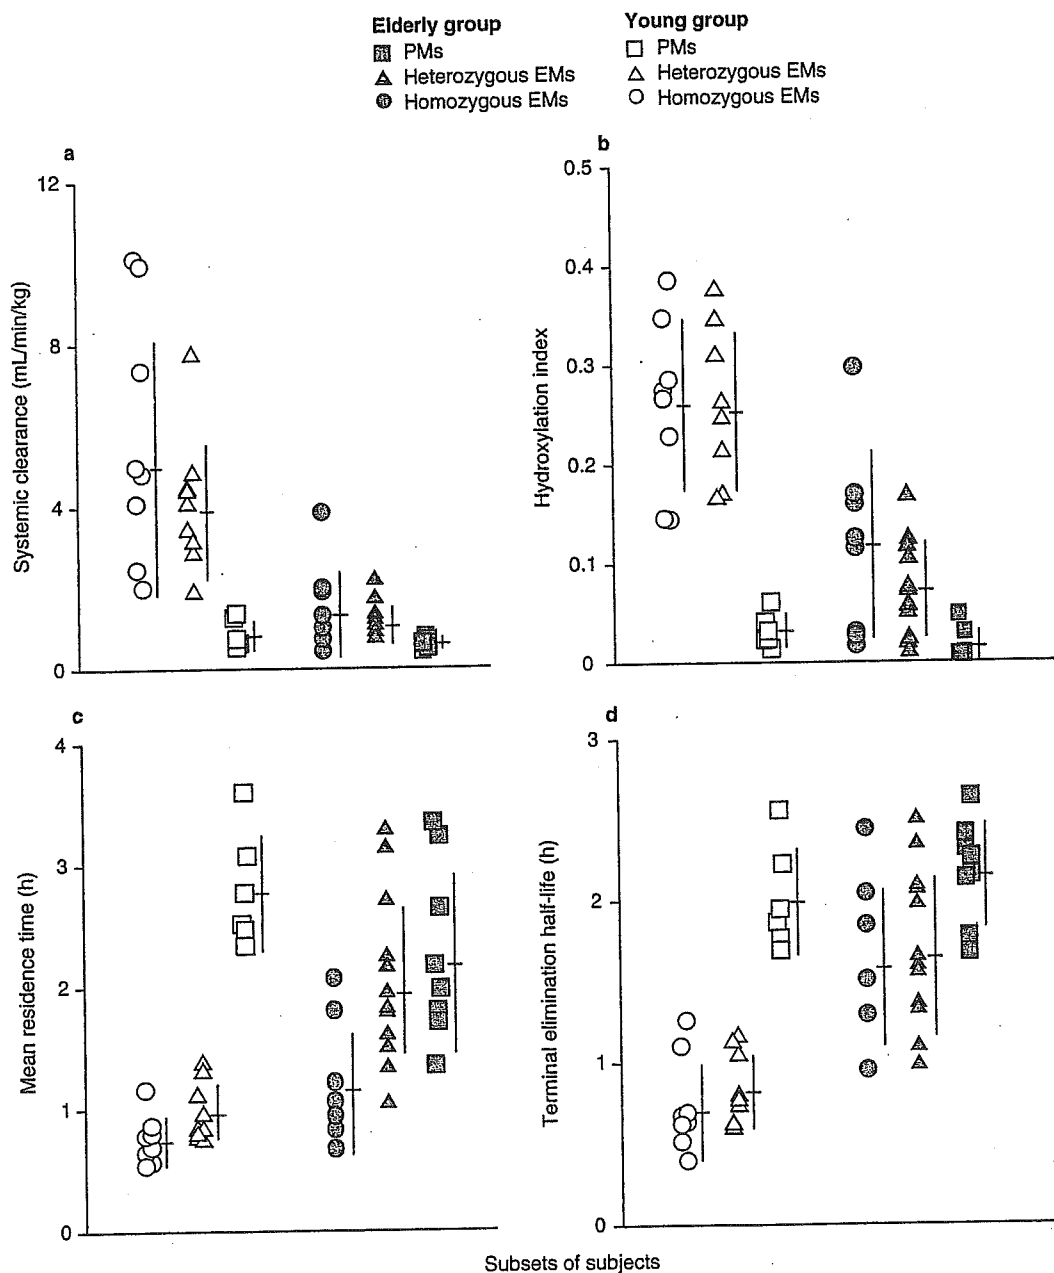 Elderly group
PMs
Heterozygous EMs
Homozygous EMs
Young group
PMs
Heterozygous EMs
Homozygous EMs
a
12
8
4
0
Systemic clearance (mL/min/kg)
b
0.5
0.4
0.3
0.2
0.1
0
Hydroxylation index
c
4
3
2
1
0
Mean residence time (h)
d
3
2
1
0
Terminal elimination half-life (h)
Subsets of subjects